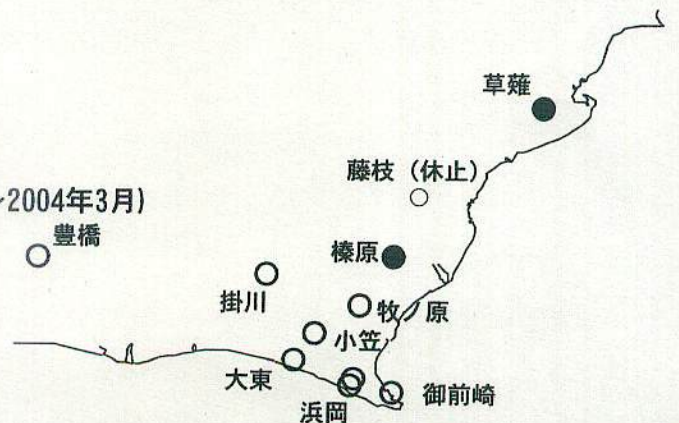 草薙
藤枝（休止）
2004年3月)
豊橋
榛原
掛川
牧ノ原
小笠
大東
御前崎
浜岡